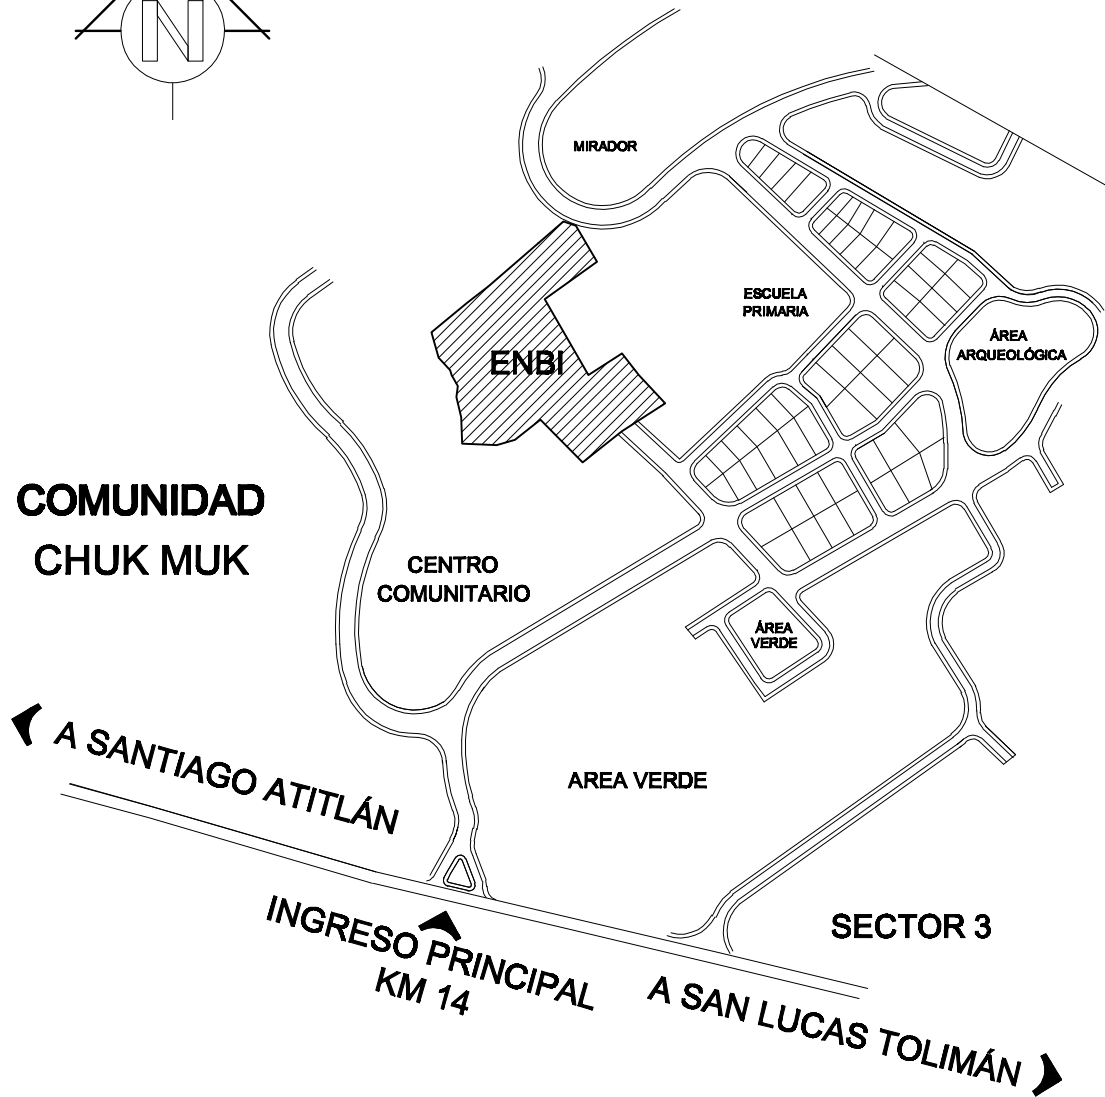 N
MIRADOR
ESCUELA
PRIMARIA
ÁREA
ARQUEOLÓGICA
ENBI
COMUNIDAD
CHUK MUK
CENTRO
COMUNITARIO
ÁREA
VERDE
A SANTIAGO ATITLÁN
AREA VERDE
INGRESO PRINCIPAL
KM 14
SECTOR 3
A SAN LUCAS TOLIMÁN